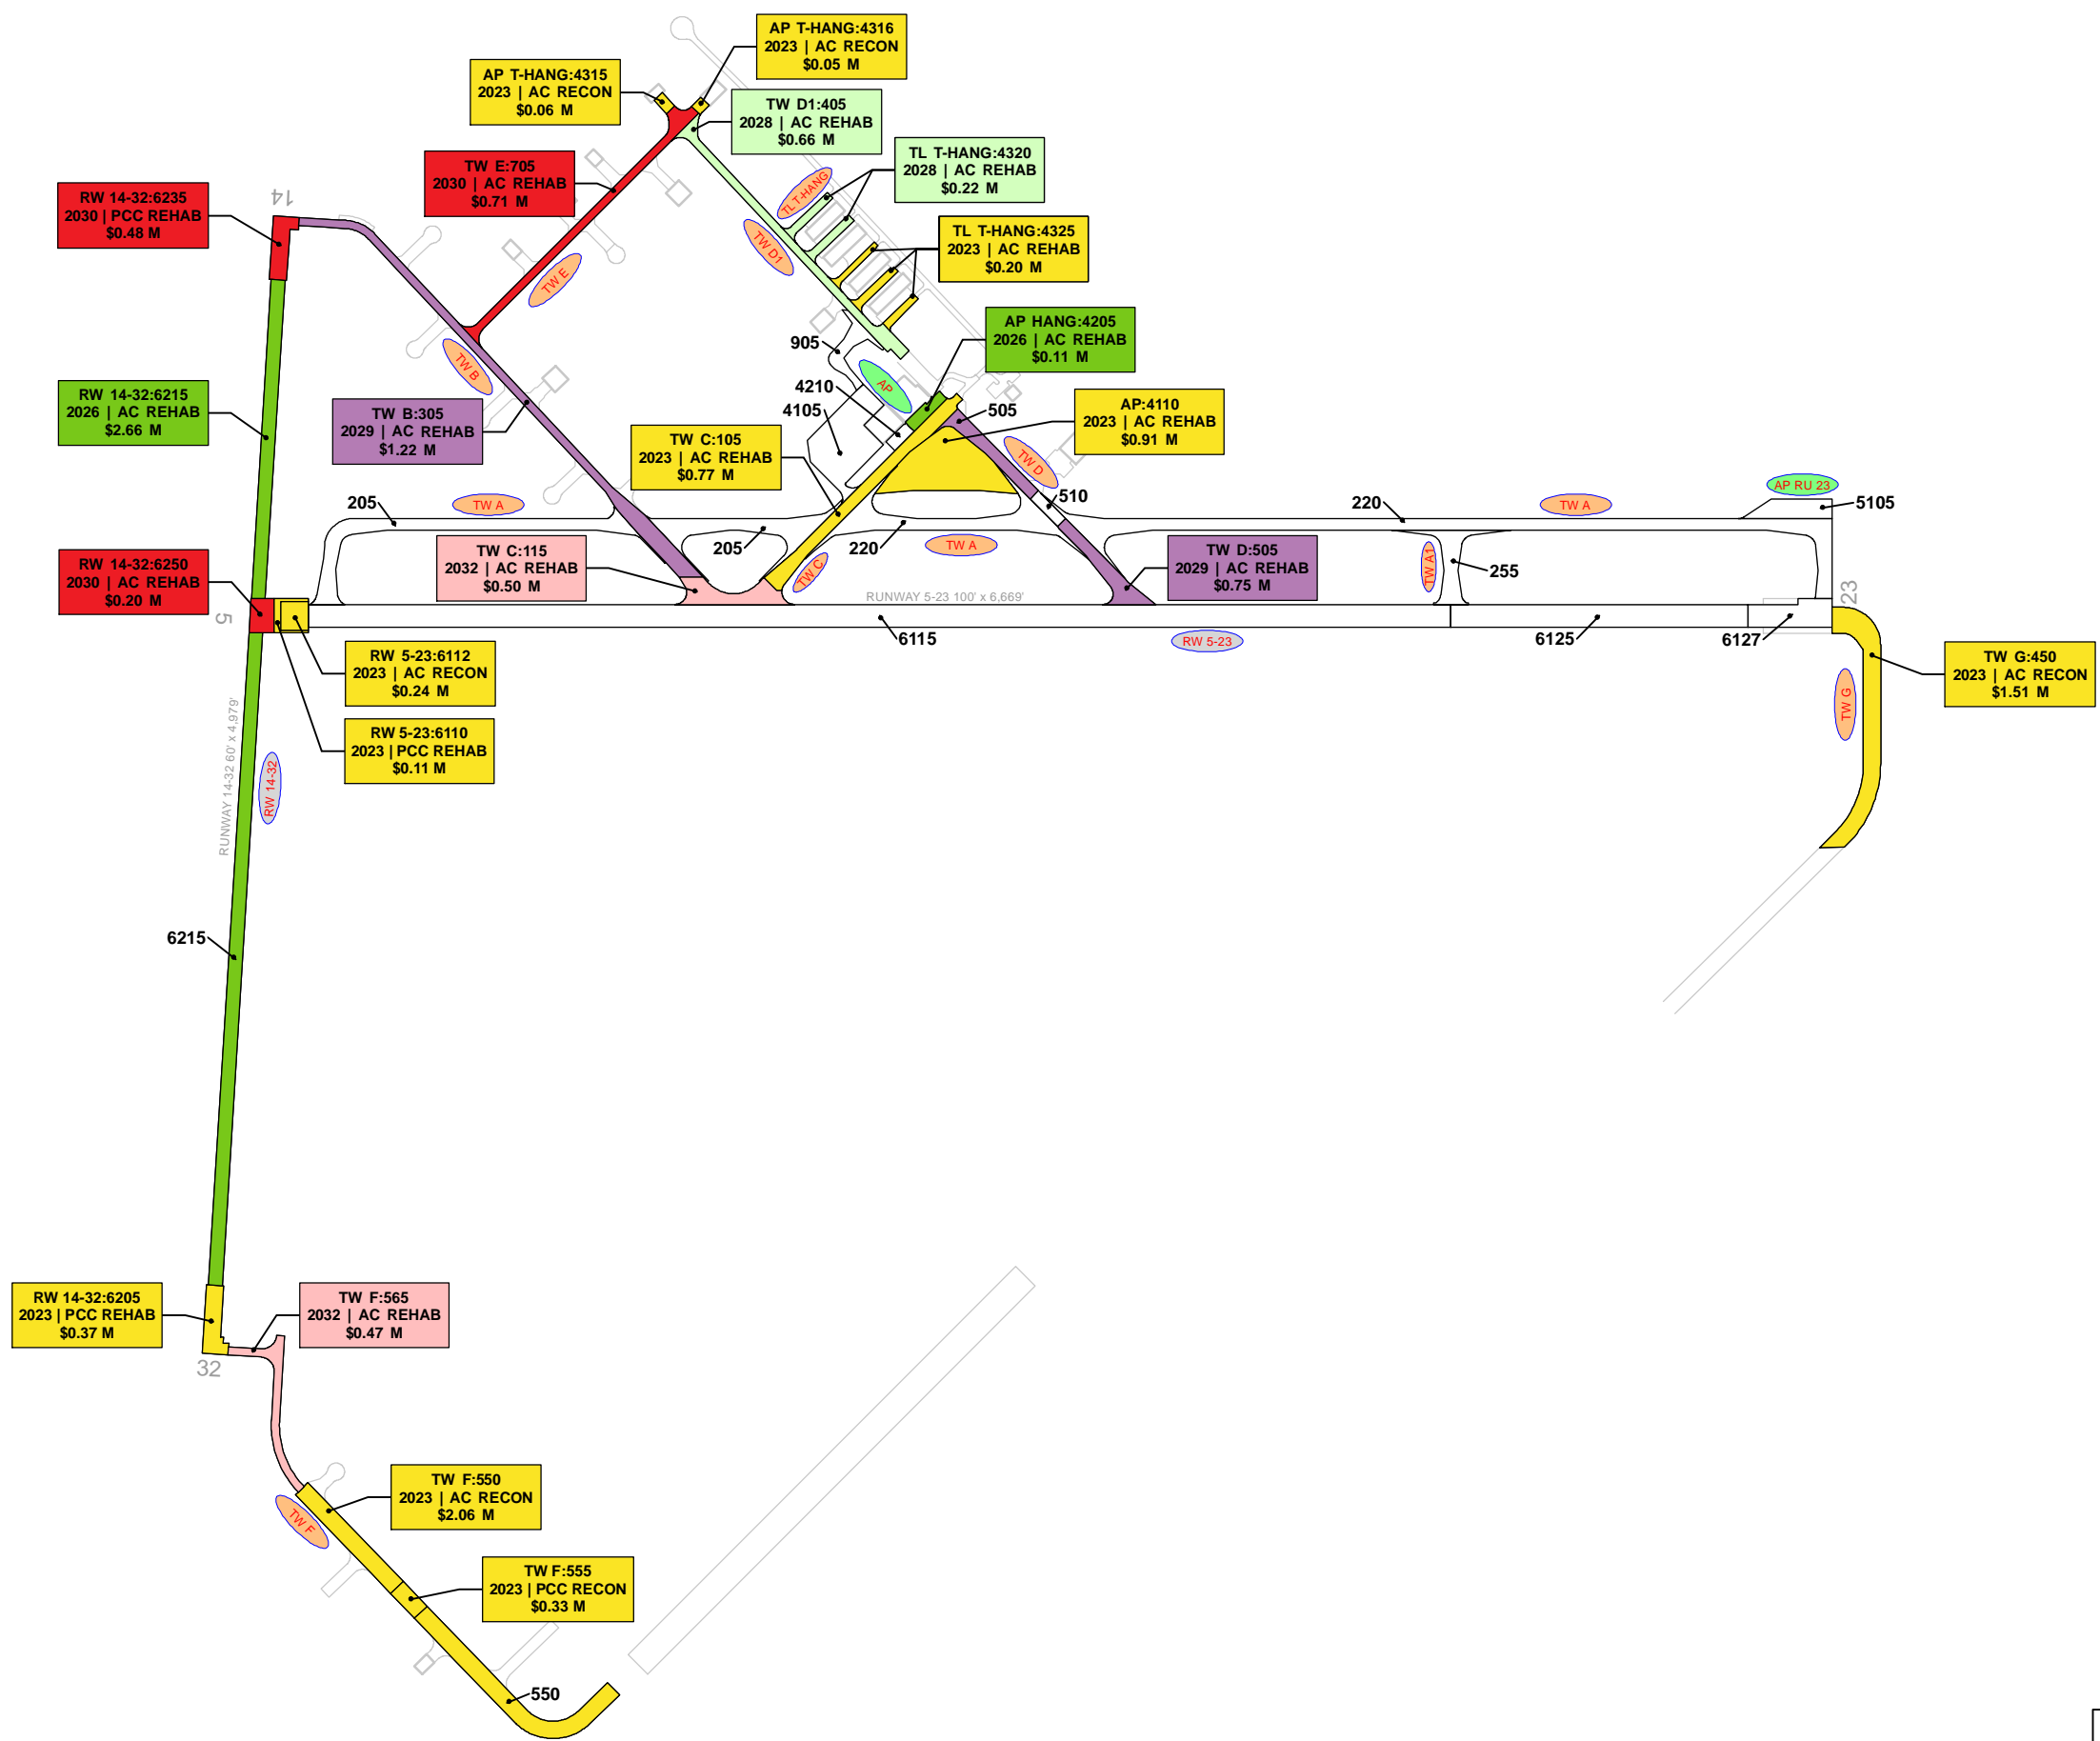 AP T-HANG:4316
2023 | AC RECON
$0.05 M
AP T-HANG:4315
2023 | AC RECON
$0.06 M
TW D1:405
2028 | AC REHAB
$0.66 M
TL T-HANG:4320
2028 | AC REHAB
$0.22 M
TW E:705
2030 | AC REHAB
$0.71 M
RW 14-32:6235
2030 | PCC REHAB
$0.48 M
14
TL T-HANG
TW D1
TW E
TL T-HANG:4325
2023 | AC REHAB
$0.20 M
AP HANG:4205
2026 | AC REHAB
$0.11 M
905
TW B
AP
4210
4105
505
RW 14-32:6215
2026 | AC REHAB
$2.66 M
TW B:305
2029 | AC REHAB
$1.22 M
AP:4110
2023 | AC REHAB
$0.91 M
TW C:105
2023 | AC REHAB
$0.77 M
TW D
510
205
TW A
220
TW A
AP RU 23
5105
205
220
TW A
TW C:115
2032 | AC REHAB
$0.50 M
TW C
TW D:505
2029 | AC REHAB
$0.75 M
TW A1
255
RW 14-32:6250
2030 | AC REHAB
$0.20 M
5
RUNWAY 5-23 100' x 6,669'
23
6115
RW 5-23
6125
6127
RW 5-23:6112
2023 | AC RECON
$0.24 M
TW G:450
2023 | AC RECON
$1.51 M
TW G
RW 5-23:6110
2023 | PCC REHAB
$0.11 M
RUNWAY 14-32 60' x 4,979'
RW 14-32
6215
RW 14-32:6205
2023 | PCC REHAB
$0.37 M
TW F:565
2032 | AC REHAB
$0.47 M
32
TW F:550
2023 | AC RECON
$2.06 M
TW F
TW F:555
2023 | PCC RECON
$0.33 M
550